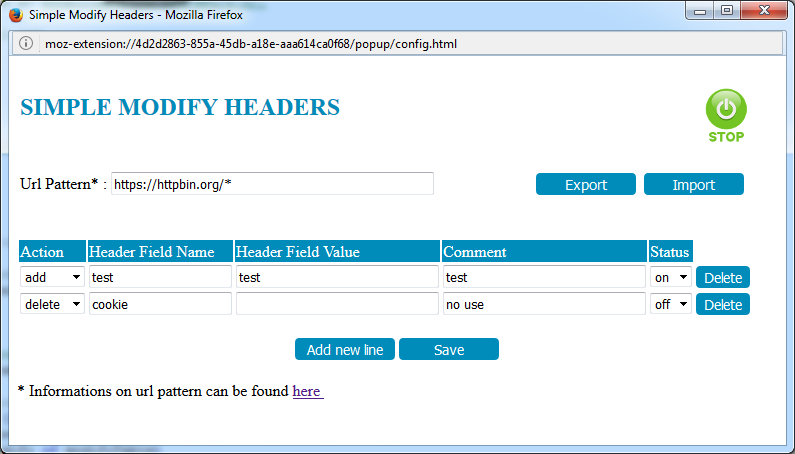 Simple Modify Headers - Mozilla Firefox
moz-extension://4d2d2863-855a-45db-a18e-aaa614ca0f68/popup/config.html
SIMPLE MODIFY HEADERS
STOP
Url Pattern* : https://httpbin.org/* Export Import
Action Header Field Name Header Field Value Comment Status
add test test test on Delete
delete cookie no use off Delete
Add new line Save
* Informations on url pattern can be found here